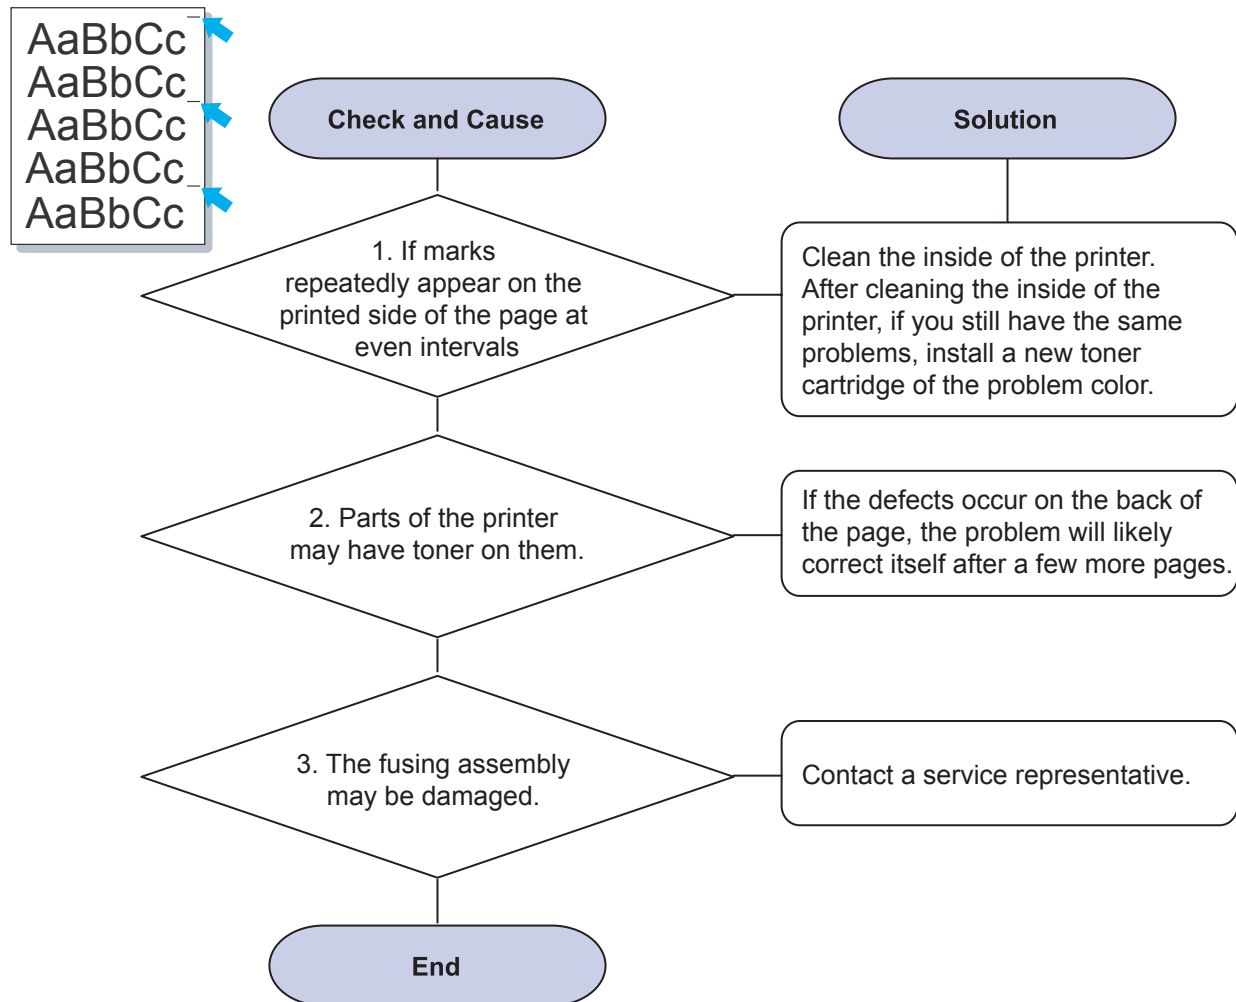 AaBbCc
AaBbCc
AaBbCc
AaBbCc
AaBbCc
Check and Cause
Solution
1. If marks
repeatedly appear on the
printed side of the page at
even intervals
Clean the inside of the printer.
After cleaning the inside of the
printer, if you still have the same
problems, install a new toner
cartridge of the problem color.
2. Parts of the printer
may have toner on them.
If the defects occur on the back of
the page, the problem will likely
correct itself after a few more pages.
3. The fusing assembly
may be damaged.
Contact a service representative.
End